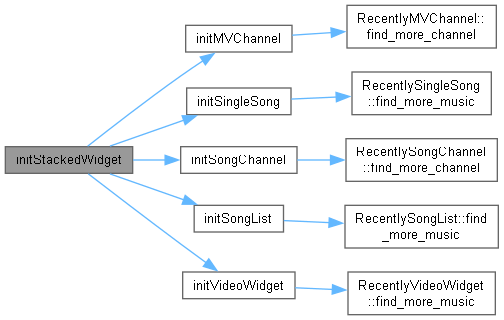 initMVChannel
RecentlyMVChannel::
find_more_channel
initSingleSong
RecentlySingleSong
::find_more_music
initStackedWidget
initSongChannel
RecentlySongChannel
::find_more_channel
initSongList
RecentlySongList::find
_more_music
initVideoWidget
RecentlyVideoWidget
::find_more_music